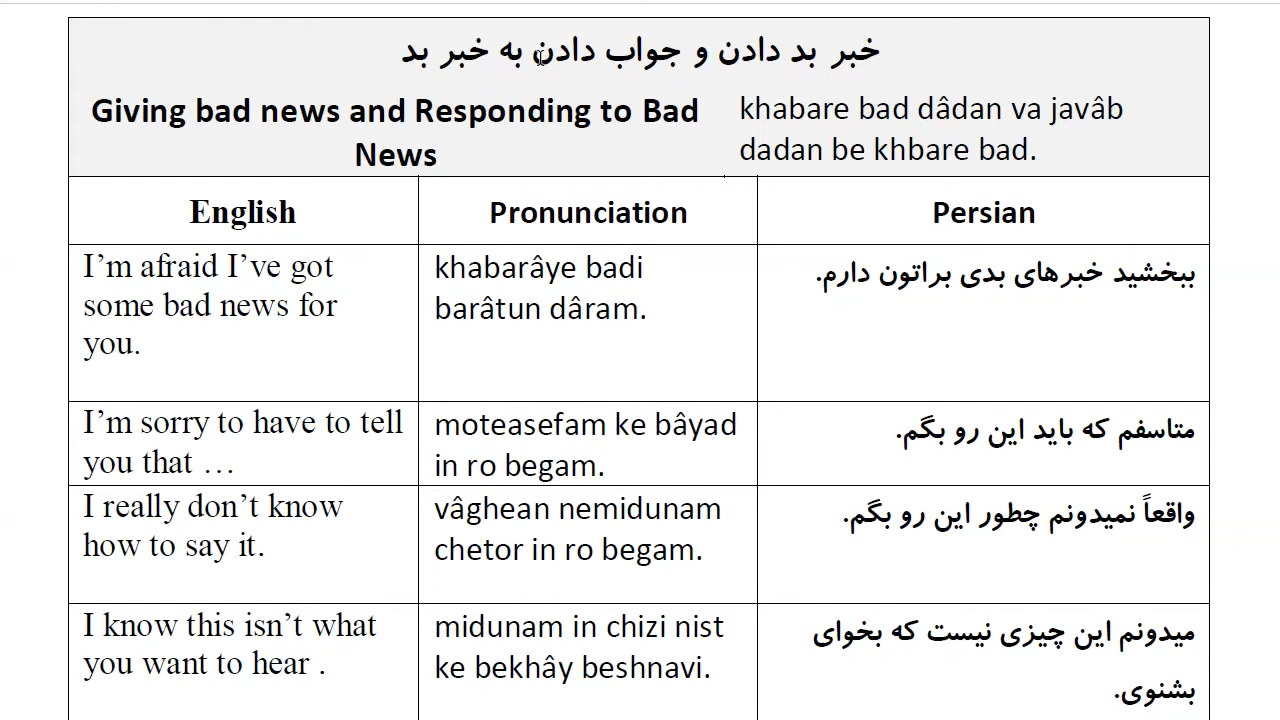 خبر بد دادن و جواب دادن به خبر بد
Giving bad news and Responding to Bad
News
khabare bad dâdan va javâb
dadan be khbare bad.
English
Pronunciation
Persian
I’m afraid I’ve got
some bad news for
you.
khabarâye badi
barâtun dâram.
ببخشید خبرهای بدی براتون دارم.
I’m sorry to have to tell
you that …
moteasefam ke bâyad
in ro begam.
متاسفم که باید این رو بگم.
I really don’t know
how to say it.
vâghean nemidunam
chetor in ro begam.
واقعاً نمیدونم چطور این رو بگم.
I know this isn’t what
you want to hear .
midunam in chizi nist
ke bekhây beshnavi.
میدونم این چیزی نیست که بخوای
بشنوی.